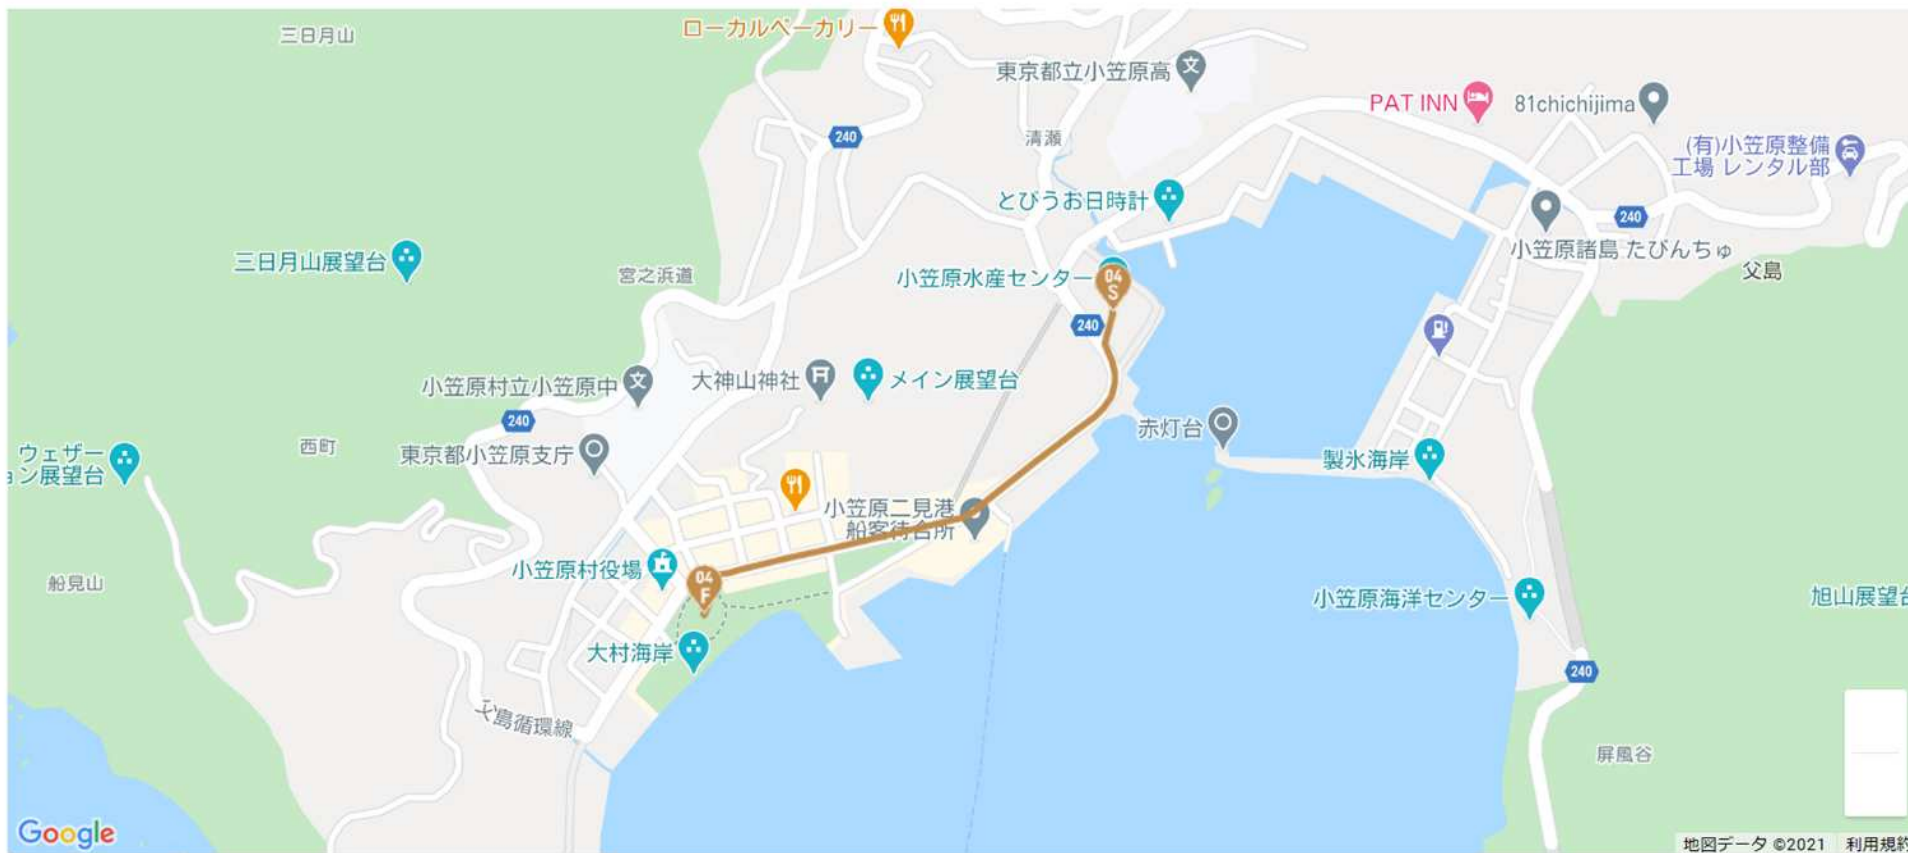 三日月山
ローカルベーカリー
東京都立小笠原高
PAT INN
81chichijima
240
清瀬
(有)小笠原整備
工場 レンタル部
とびうお日時計
240
小笠原諸島 たびんちゅ
父島
三日月山展望台
宮之浜道
小笠原水産センター
04
S
240
小笠原村立小笠原中
大神山神社
メイン展望台
240
西町
東京都小笠原支庁
赤灯台
製氷海岸
ウェザー
ョン展望台
小笠原二見港
船客待合所
船見山
小笠原村役場
04
F
小笠原海洋センター
旭山展望台
大村海岸
240
父島循環線
屏風谷
Google
地図データ ©2021
利用規約